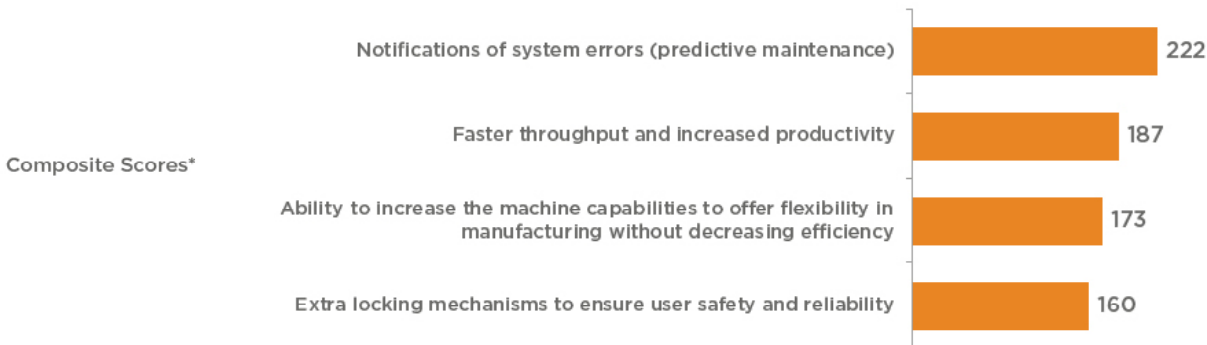 Notifications of system errors (predictive maintenance)
222
Faster throughput and increased productivity
187
Composite Scores*
Ability to increase the machine capabilities to offer flexibility in
manufacturing without decreasing efficiency
173
Extra locking mechanisms to ensure user safety and reliability
160